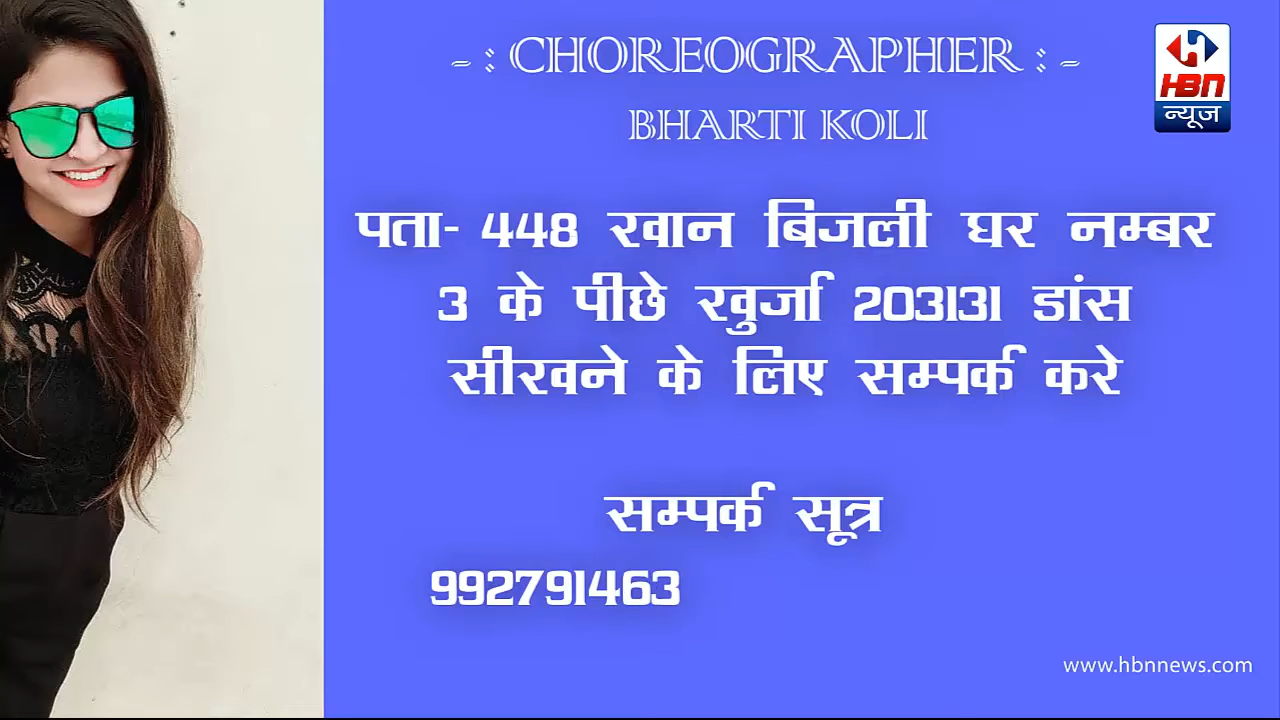 - : CHOREOGRAPHER : -
BHARTI KOLI
HBN
न्यूज
पता- 448 खान बिजली घर नम्बर
3 के पीछे खुर्जा 203131 डांस
सीखने के लिए सम्पर्क करे
सम्पर्क सूत्र
992791463
www.hbnnews.com